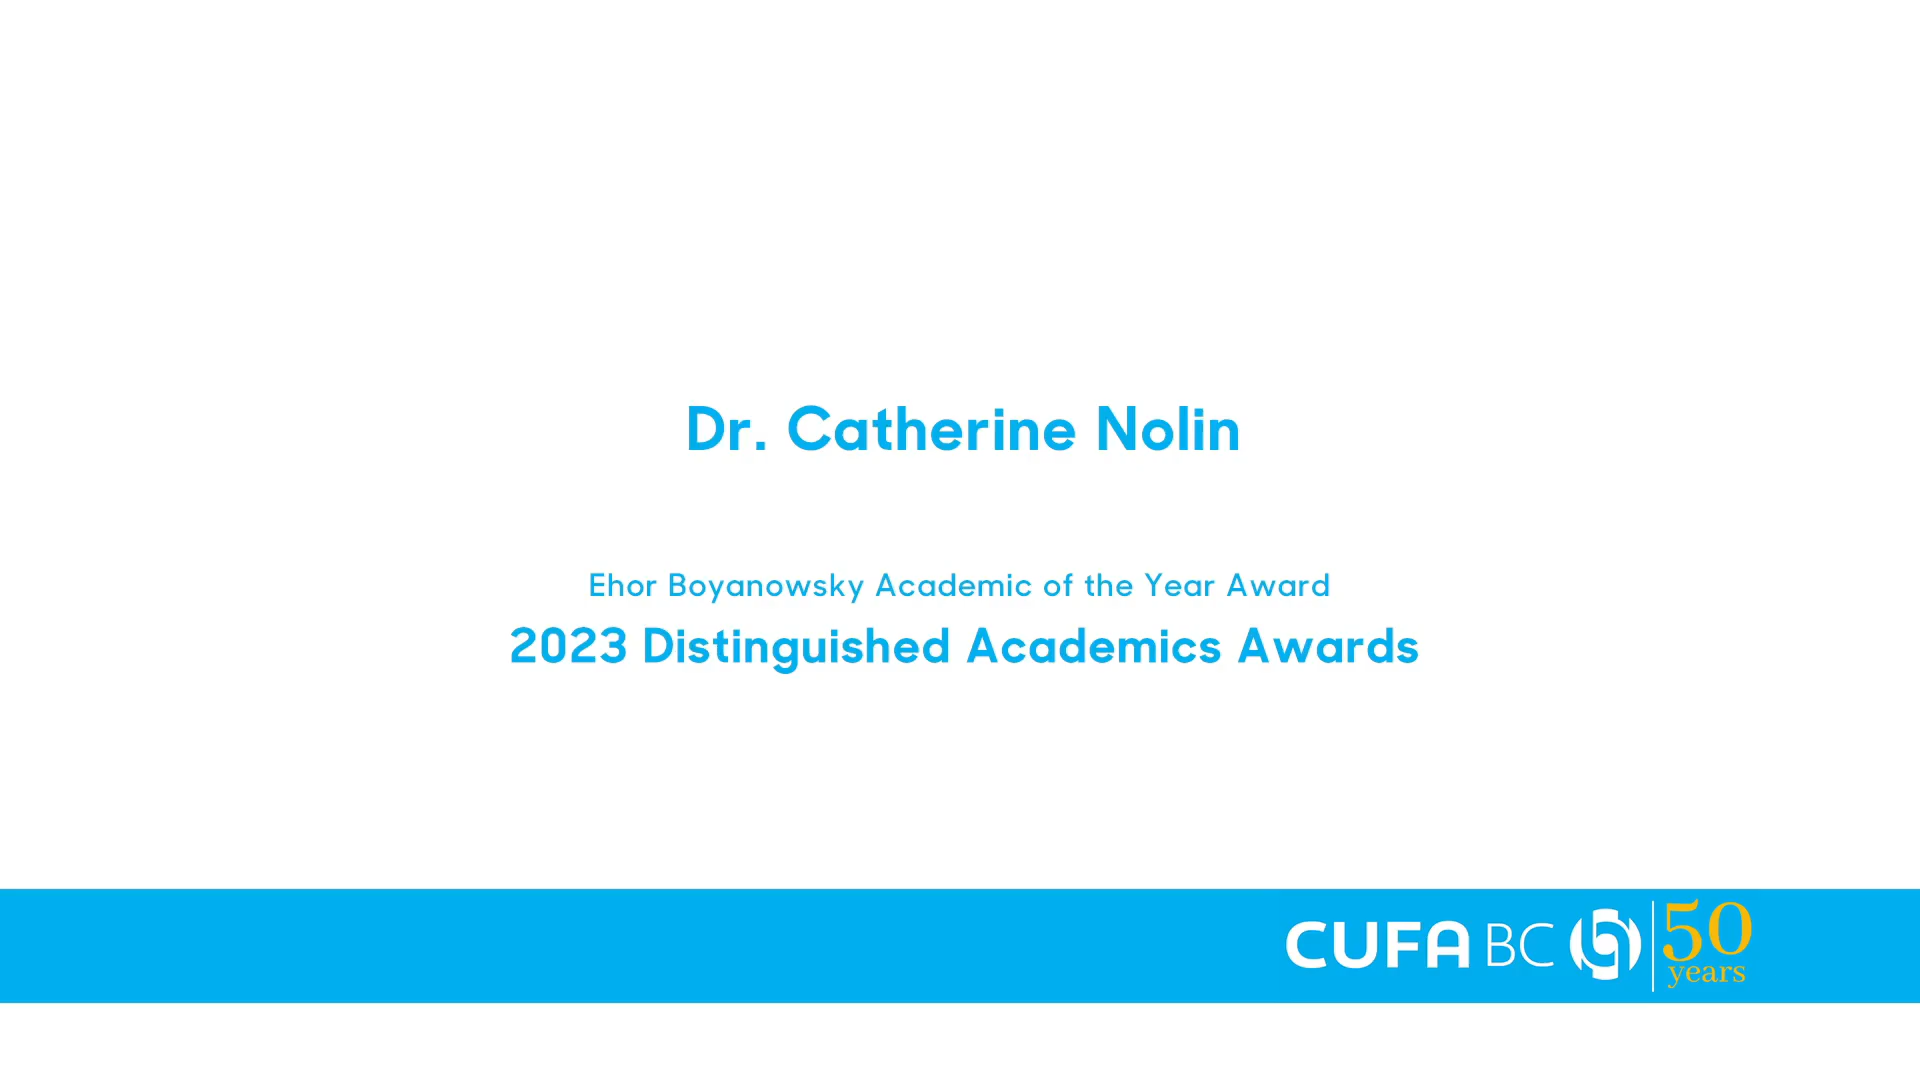 Dr. Catherine Nolin
Ehor Boyanowsky Academic of the Year Award
2023 Distinguished Academics Awards
CUFA BC
50
years